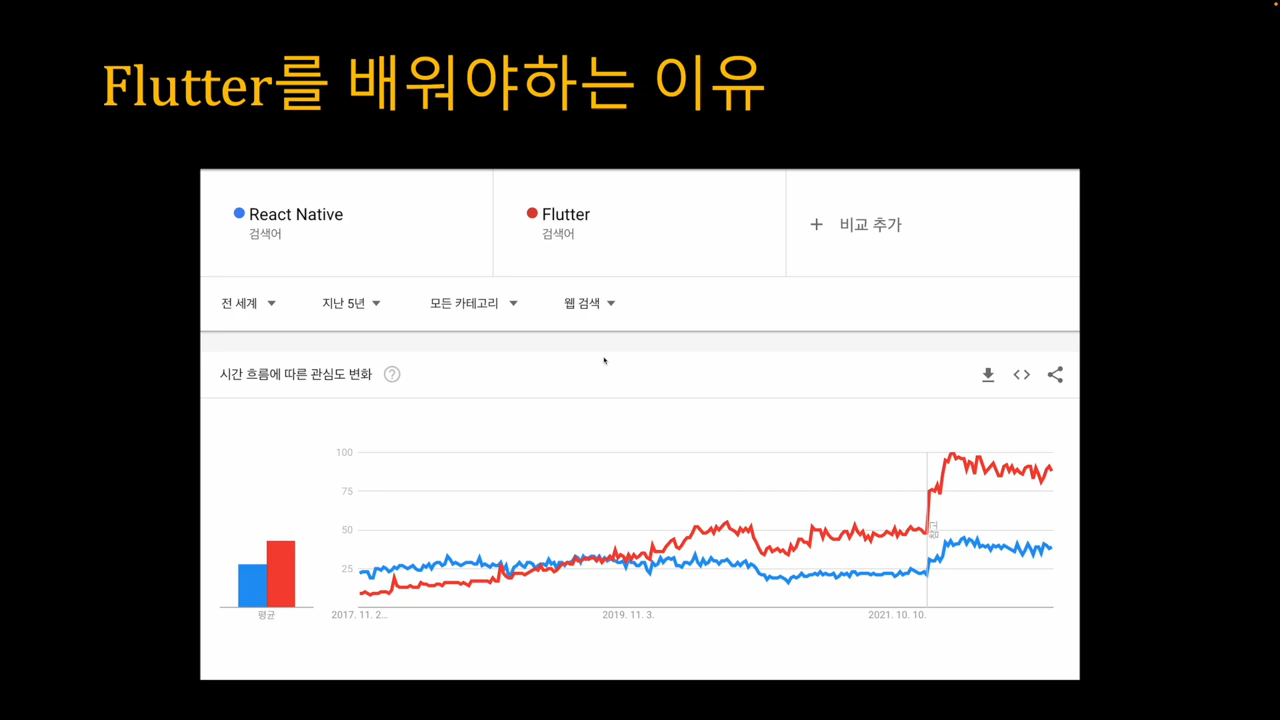 Flutter를 배워야하는 이유
React Native
검색어
Flutter
검색어
+ 비교 추가
전 세계
지난 5년
모든 카테고리
웹 검색
시간 흐름에 따른 관심도 변화
100
75
50
25
참고
평균
2017. 11. 2...
2019. 11. 3.
2021. 10. 10.